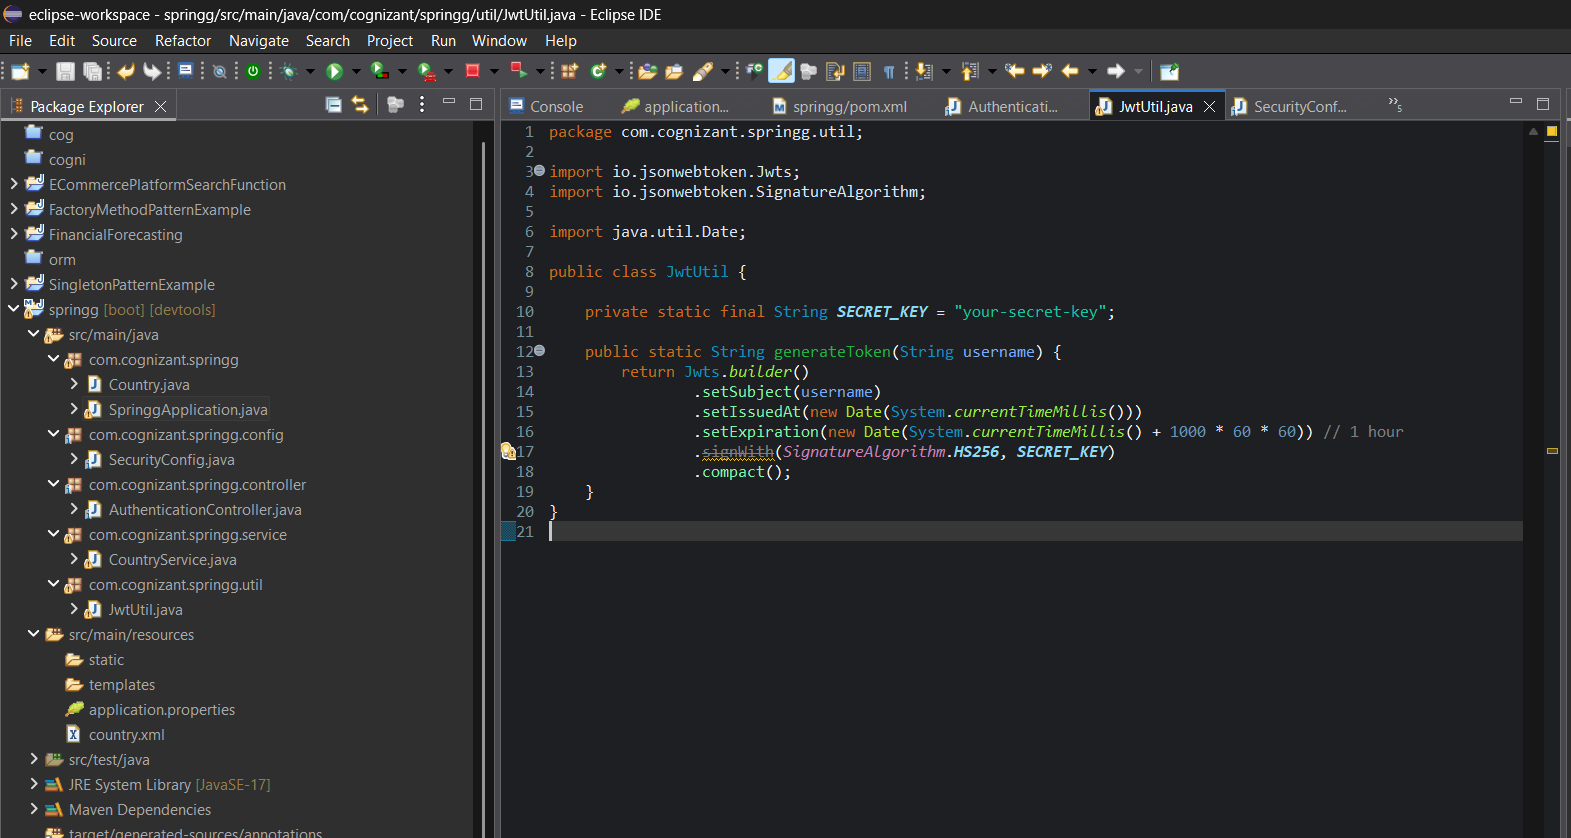 eclipse-workspace - springg/src/main/java/com/cognizant/springg/util/JwtUtil.java - Eclipse IDE
File Edit Source Refactor Navigate Search Project Run Window Help
Package Explorer
Console application... springg/pom.xml Authenticati... JwtUtil.java SecurityConf... »5
cog
cogni
ECommercePlatformSearchFunction
FactoryMethodPatternExample
FinancialForecasting
orm
SingletonPatternExample
springg [boot] [devtools]
src/main/java
com.cognizant.springg
Country.java
SpringgApplication.java
com.cognizant.springg.config
SecurityConfig.java
com.cognizant.springg.controller
AuthenticationController.java
com.cognizant.springg.service
CountryService.java
com.cognizant.springg.util
JwtUtil.java
src/main/resources
static
templates
application.properties
country.xml
src/test/java
JRE System Library [JavaSE-17]
Maven Dependencies
target/generated-sources/annotations
1 package com.cognizant.springg.util;
2
3 import io.jsonwebtoken.Jwts;
4 import io.jsonwebtoken.SignatureAlgorithm;
5
6 import java.util.Date;
7
8 public class JwtUtil {
9
10 private static final String SECRET_KEY = "your-secret-key";
11
12 public static String generateToken(String username) {
13 return Jwts.builder()
14 .setSubject(username)
15 .setIssuedAt(new Date(System.currentTimeMillis()))
16 .setExpiration(new Date(System.currentTimeMillis() + 1000 * 60 * 60)) // 1 hour
17 .signWith(SignatureAlgorithm.HS256, SECRET_KEY)
18 .compact();
19 }
20 }
21